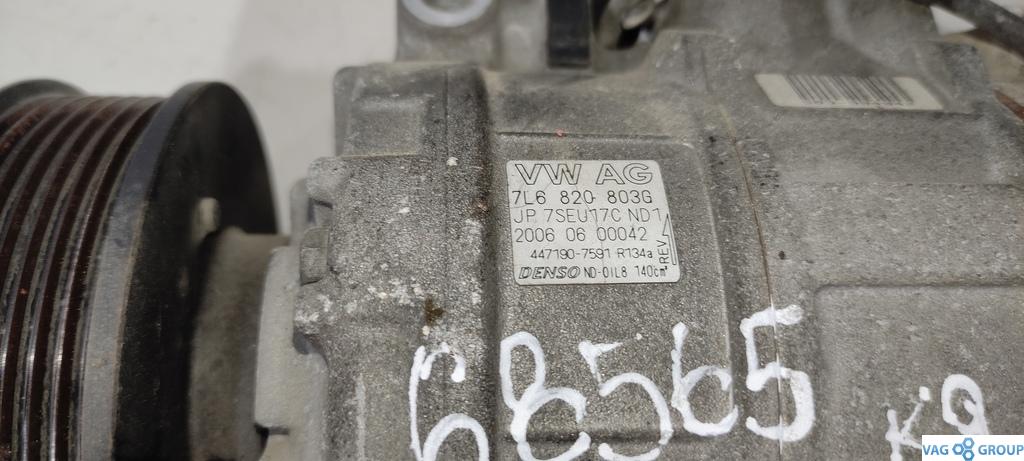 VW AG
7L6 820 803G
JP 7SEU17C ND1
2006 06 00042
447190-7591 R134a
DENSO ND-OIL8 140cm³
REV
68565
K9
VAG GROUP